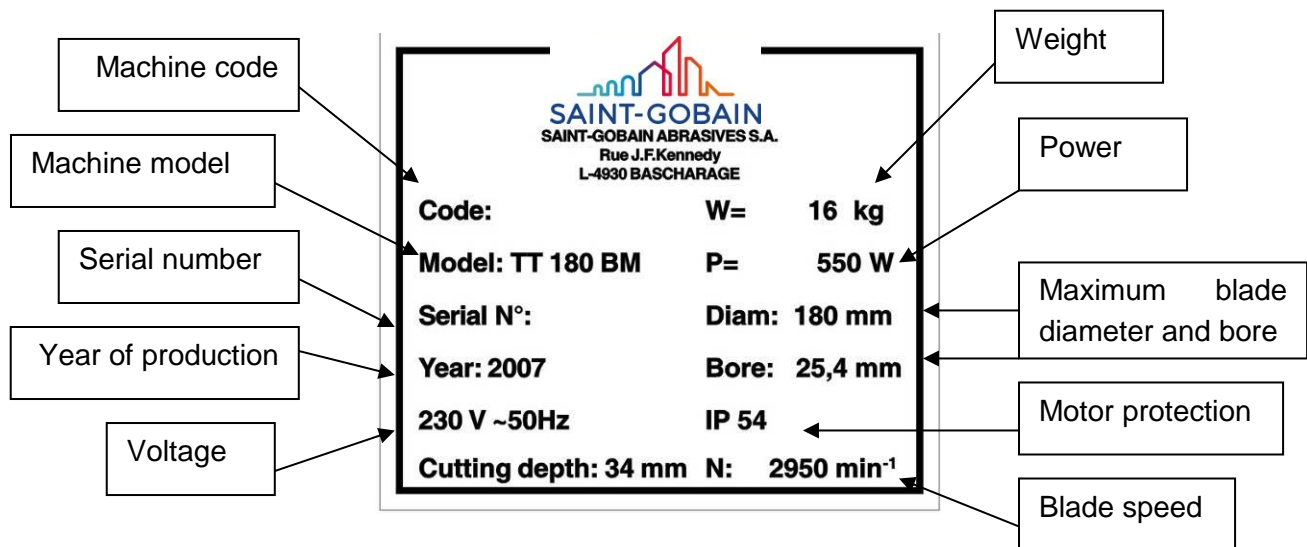 Machine code
Machine model
Serial number
Year of production
Voltage
SAINT-GOBAIN
SAINT-GOBAIN ABRASIVES S.A.
Rue J.F.Kennedy
L-4930 BASCHARAGE
Code: W= 16 kg
Model: TT 180 BM P= 550 W
Serial N°: Diam: 180 mm
Year: 2007 Bore: 25,4 mm
230 V ~50Hz IP 54
Cutting depth: 34 mm N: 2950 min⁻¹
Weight
Power
Maximum blade
diameter and bore
Motor protection
Blade speed